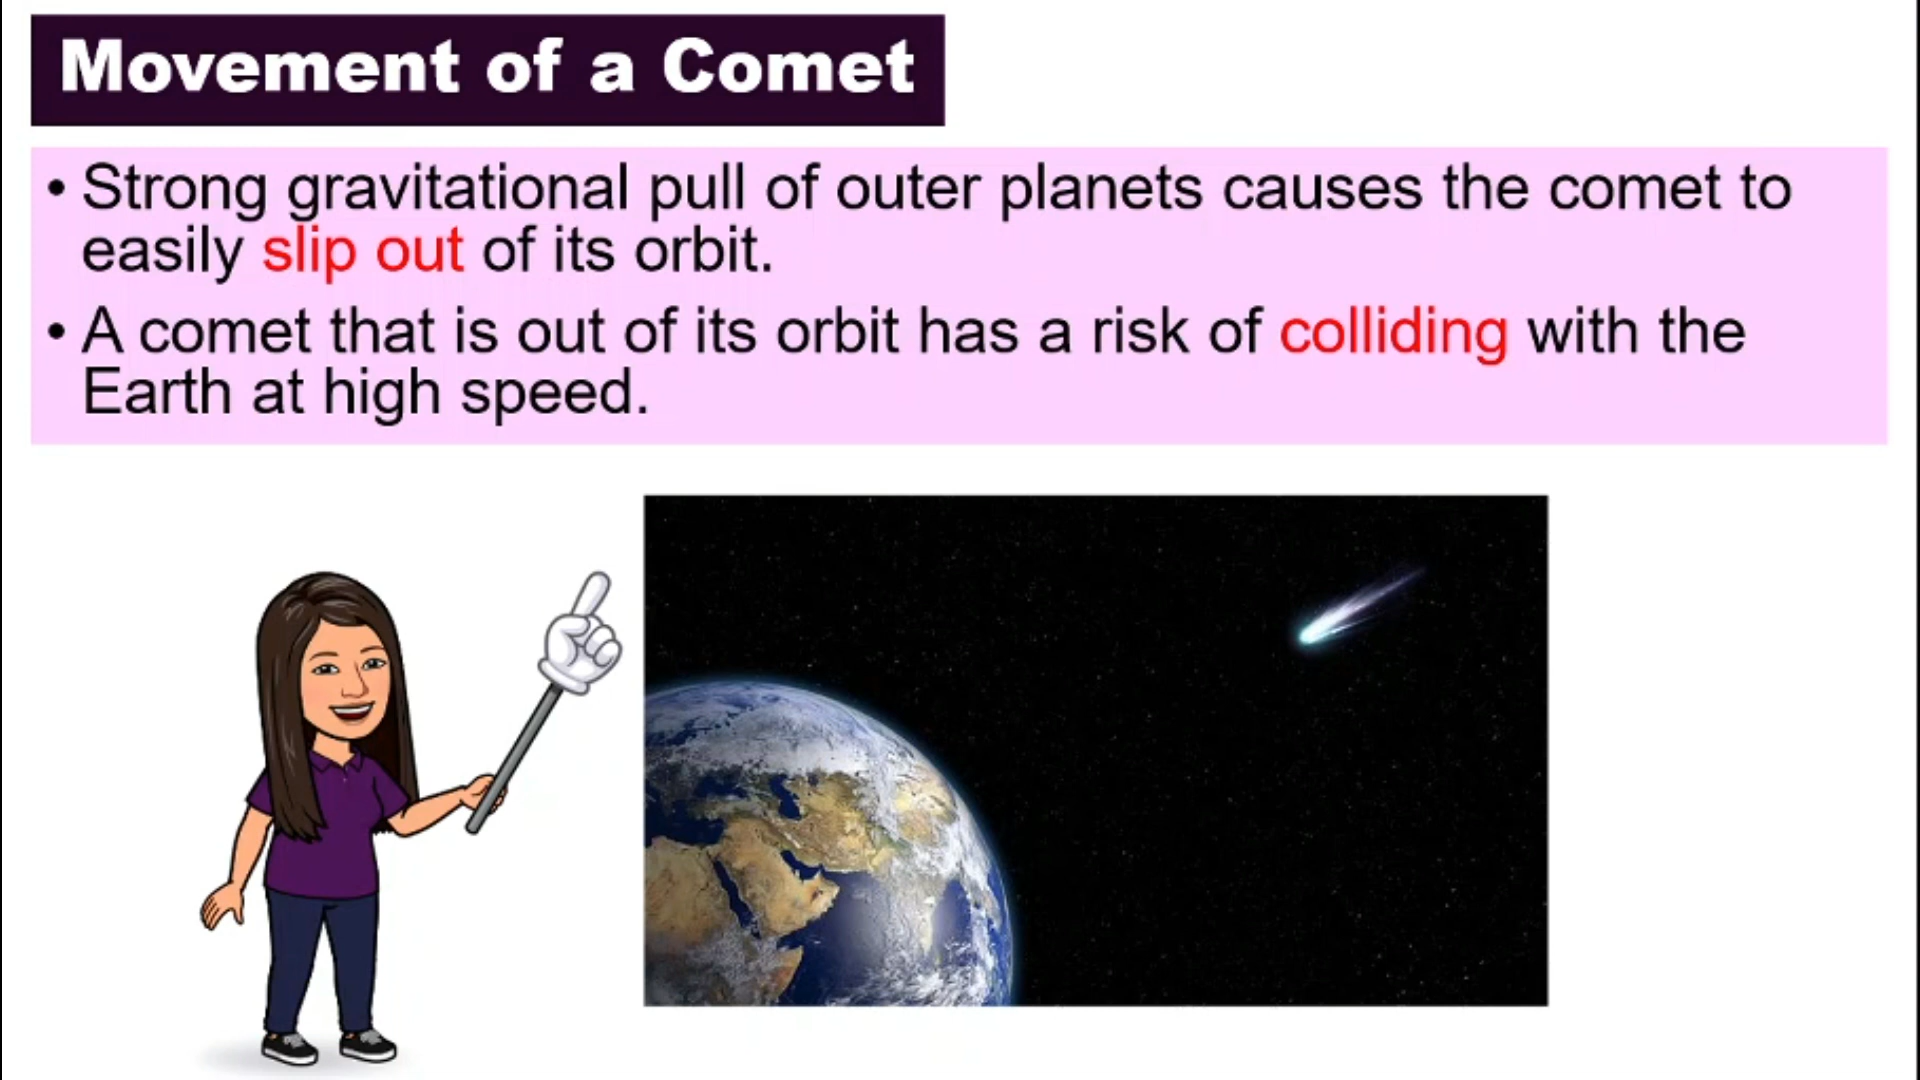 Movement of a Comet
• Strong gravitational pull of outer planets causes the comet to
easily slip out of its orbit.
• A comet that is out of its orbit has a risk of colliding with the
Earth at high speed.